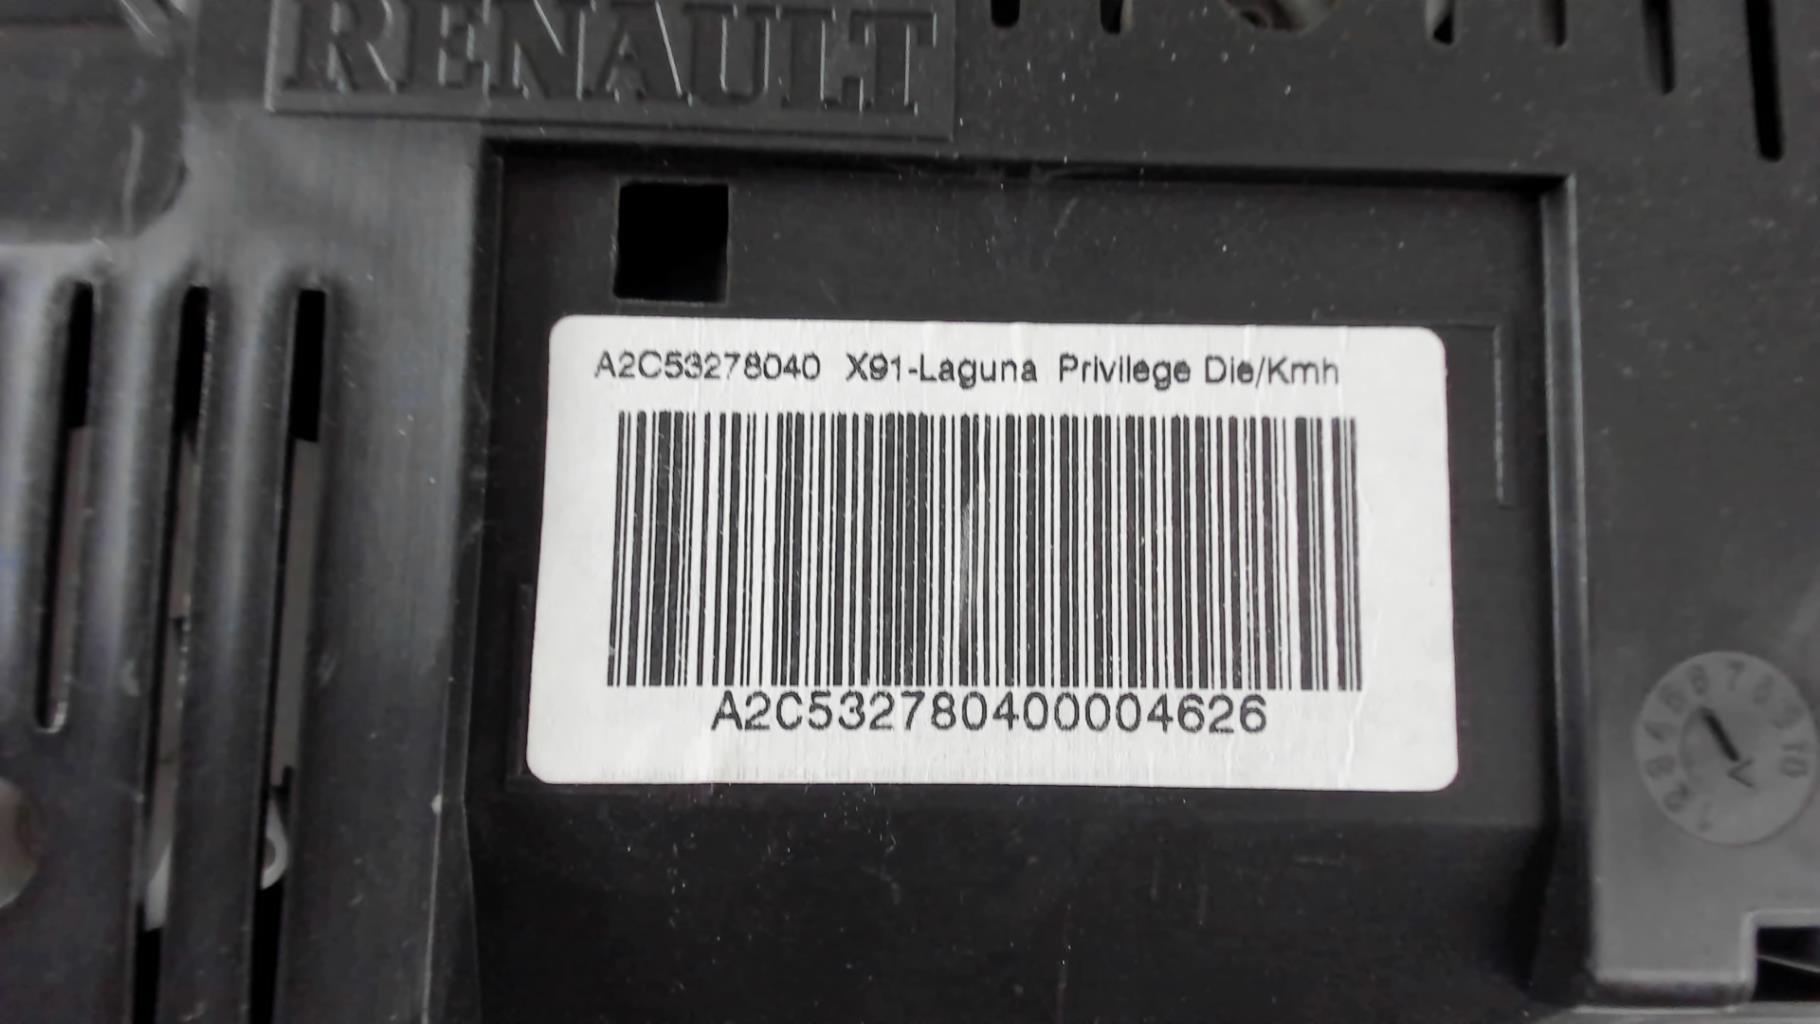 RENAULT
A2C53278040 X91-Laguna Privilege Die/Kmh
A2C532780400004626